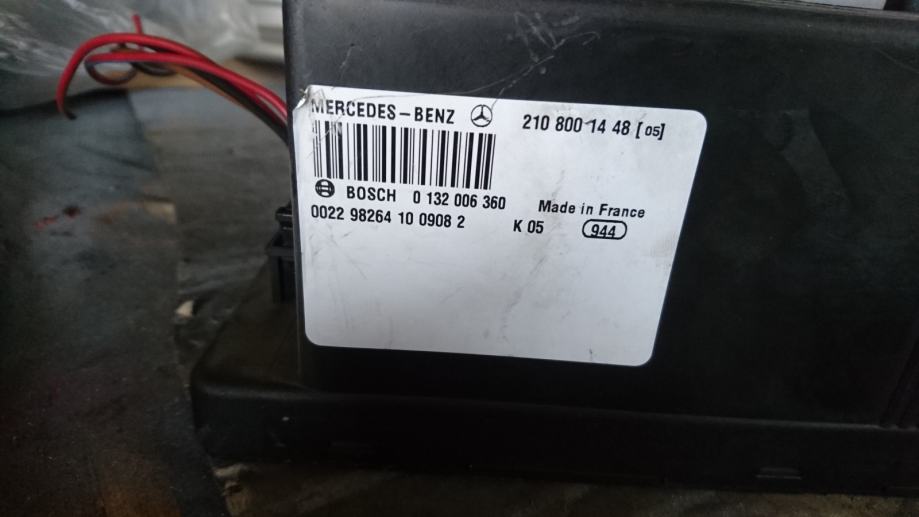 MERCEDES-BENZ
210 800 14 48 [05]
BOSCH 0 132 006 360
Made in France
0022 98264 10 0908 2
K 05
944